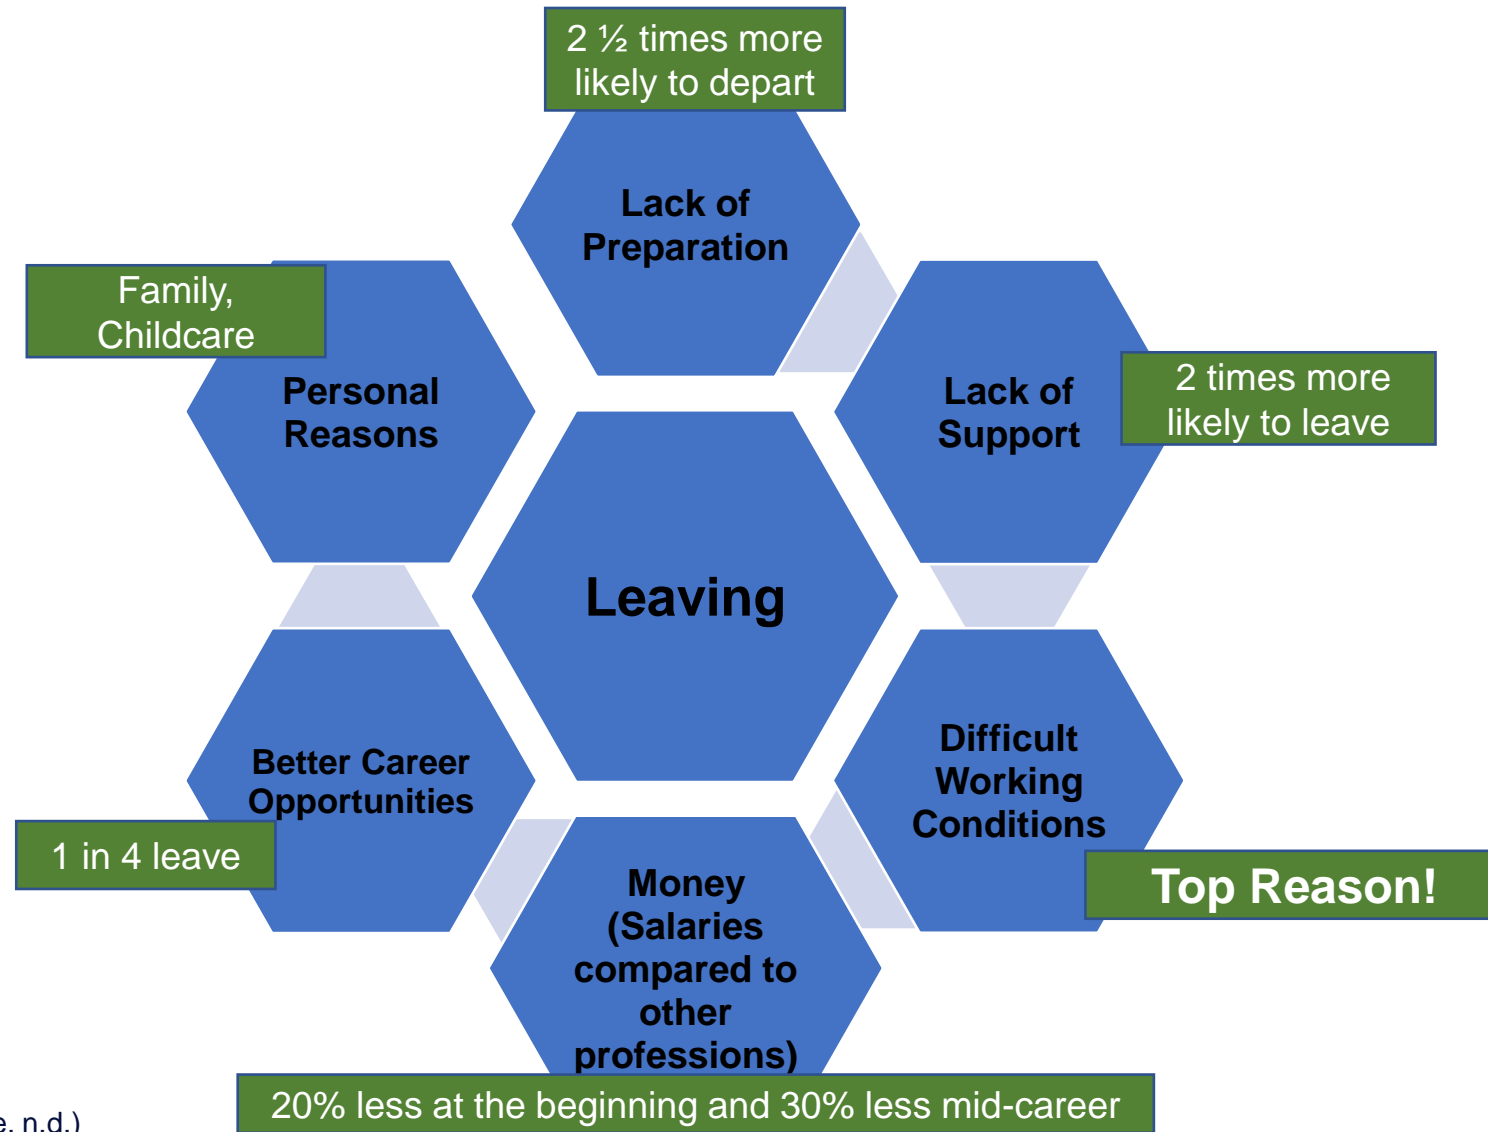 2 ½ times more
likely to depart
Lack of
Preparation
Family,
Childcare
Personal
Reasons
Lack of
Support
2 times more
likely to leave
Leaving
Better Career
Opportunities
1 in 4 leave
Difficult
Working
Conditions
Top Reason!
Money
(Salaries
compared to
other
professions)
20% less at the beginning and 30% less mid-career
n.d.)